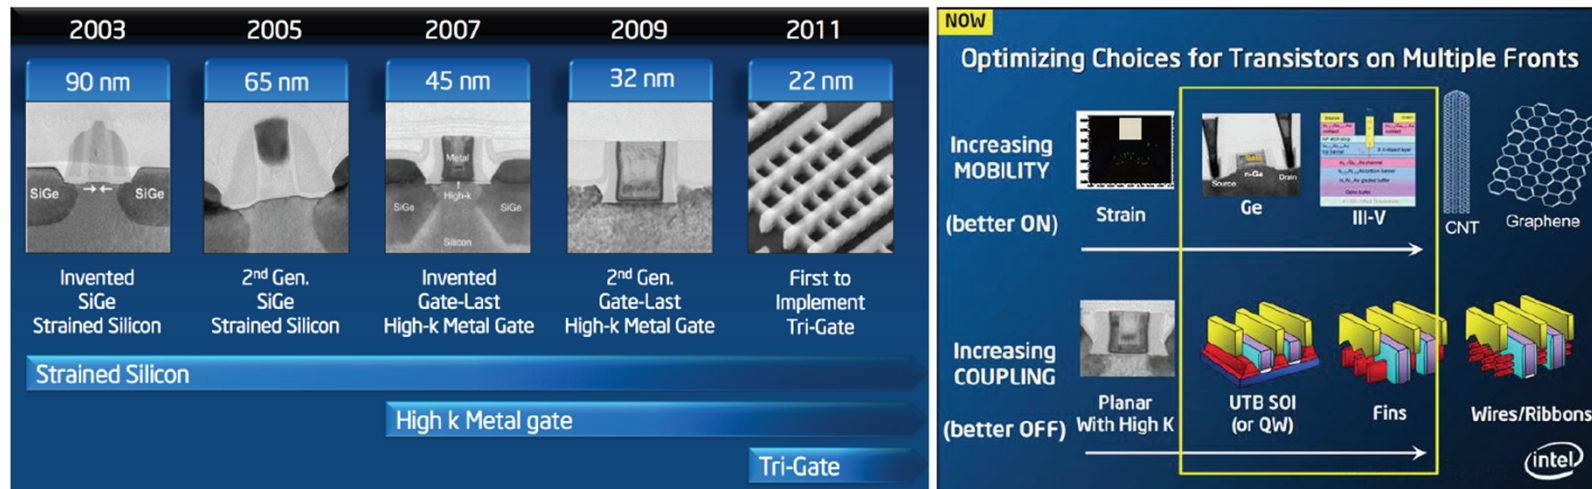 2003 2005 2007 2009 2011
90 nm 65 nm 45 nm 32 nm 22 nm
SiGe SiGe
Metal
High-k
SiGe SiGe
Silicon
Invented
SiGe
Strained Silicon
2nd Gen.
SiGe
Strained Silicon
Invented
Gate-Last
High-k Metal Gate
2nd Gen.
Gate-Last
High-k Metal Gate
First to
Implement
Tri-Gate
Strained Silicon
High k Metal gate
Tri-Gate
NOW
Optimizing Choices for Transistors on Multiple Fronts
Increasing
MOBILITY
(better ON)
Strain
n-Ge
Source
Drain
Ge
Source
III-V
CNT
Graphene
Increasing
COUPLING
(better OFF)
Planar
With High K
UTB SOI
(or QW)
Fins
Wires/Ribbons
intel